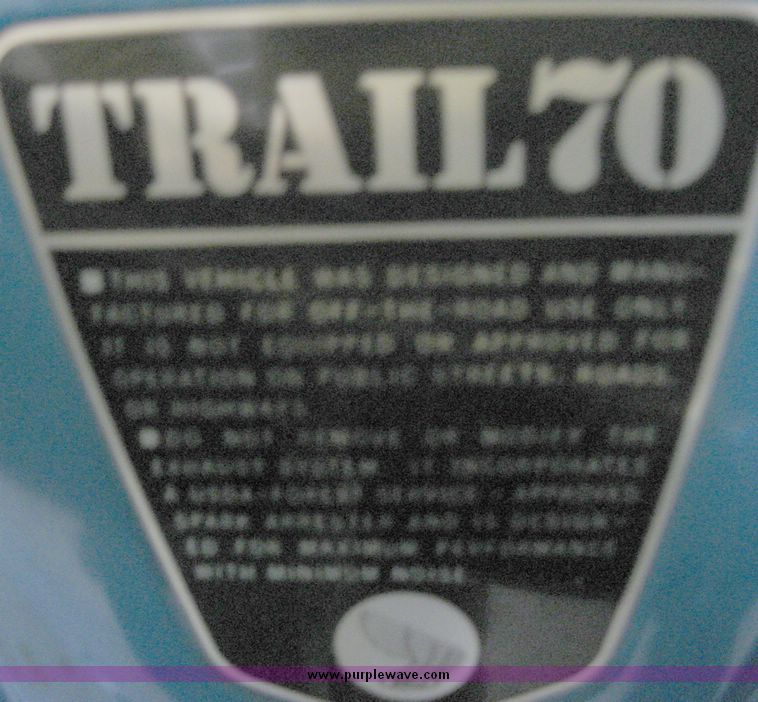 TRAIL 70
THIS VEHICLE WAS DESIGNED AND MANU-
FACTURED FOR OFF-THE-ROAD USE ONLY
IT IS NOT EQUIPPED OR APPROVED FOR
OPERATION ON PUBLIC STREETS, ROADS,
OR HIGHWAYS.
DO NOT REMOVE OR MODIFY THE
EXHAUST SYSTEM. IT INCORPORATES
A USDA-FOREST SERVICE-APPROVED
SPARK ARRESTER AND IS DESIGN-
ED FOR MAXIMUM PERFORMANCE
WITH MINIMUM NOISE.
www.purplewave.com